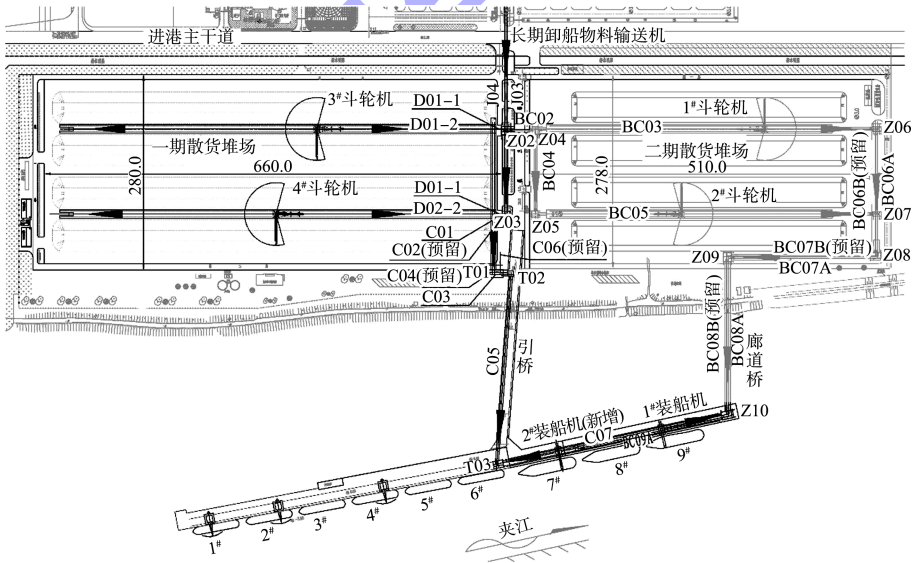 进港主干道
长期卸船物料输送机
3#斗轮机
D01-1
D01-2
J04
J03
BC02
Z02
Z04
BC03
1#斗轮机
Z06
一期散货堆场
660.0
280.0
二期散货堆场
510.0
278.0
BC04
BC06B(预留)
BC06A
4#斗轮机
D01-1
D02-2
Z03
Z05
BC05
2#斗轮机
Z07
C01
C02(预留)
C06(预留)
C04(预留)
T01
T02
C03
Z09
BC07B(预留)
BC07A
Z08
C05
引桥
BC08B(预留)
BC08A
廊道桥
2#装船机(新增)
1#装船机
Z10
C07
BC09A
T03
1#
2#
3#
4#
5#
6#
7#
8#
9#
夹江